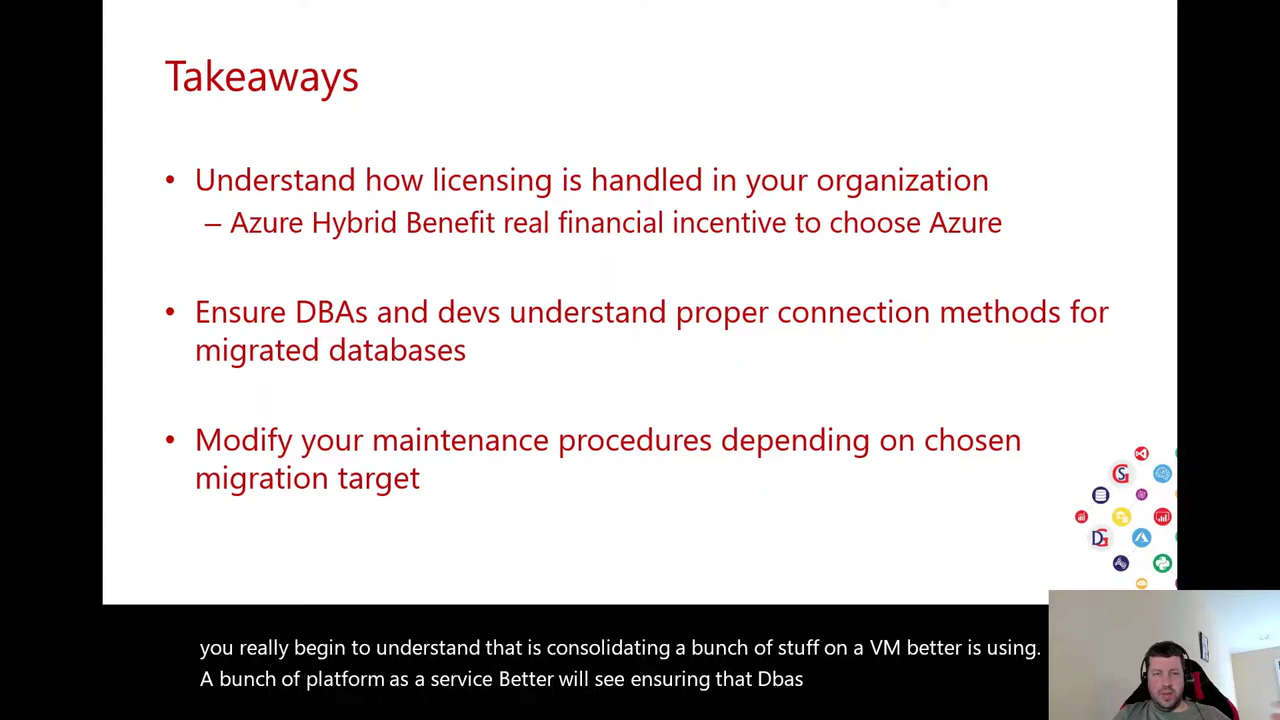 Takeaways
• Understand how licensing is handled in your organization
– Azure Hybrid Benefit real financial incentive to choose Azure
• Ensure DBAs and devs understand proper connection methods for
migrated databases
• Modify your maintenance procedures depending on chosen
migration target
you really begin to understand that is consolidating a bunch of stuff on a VM better is using.
A bunch of platform as a service Better will see ensuring that Dbas